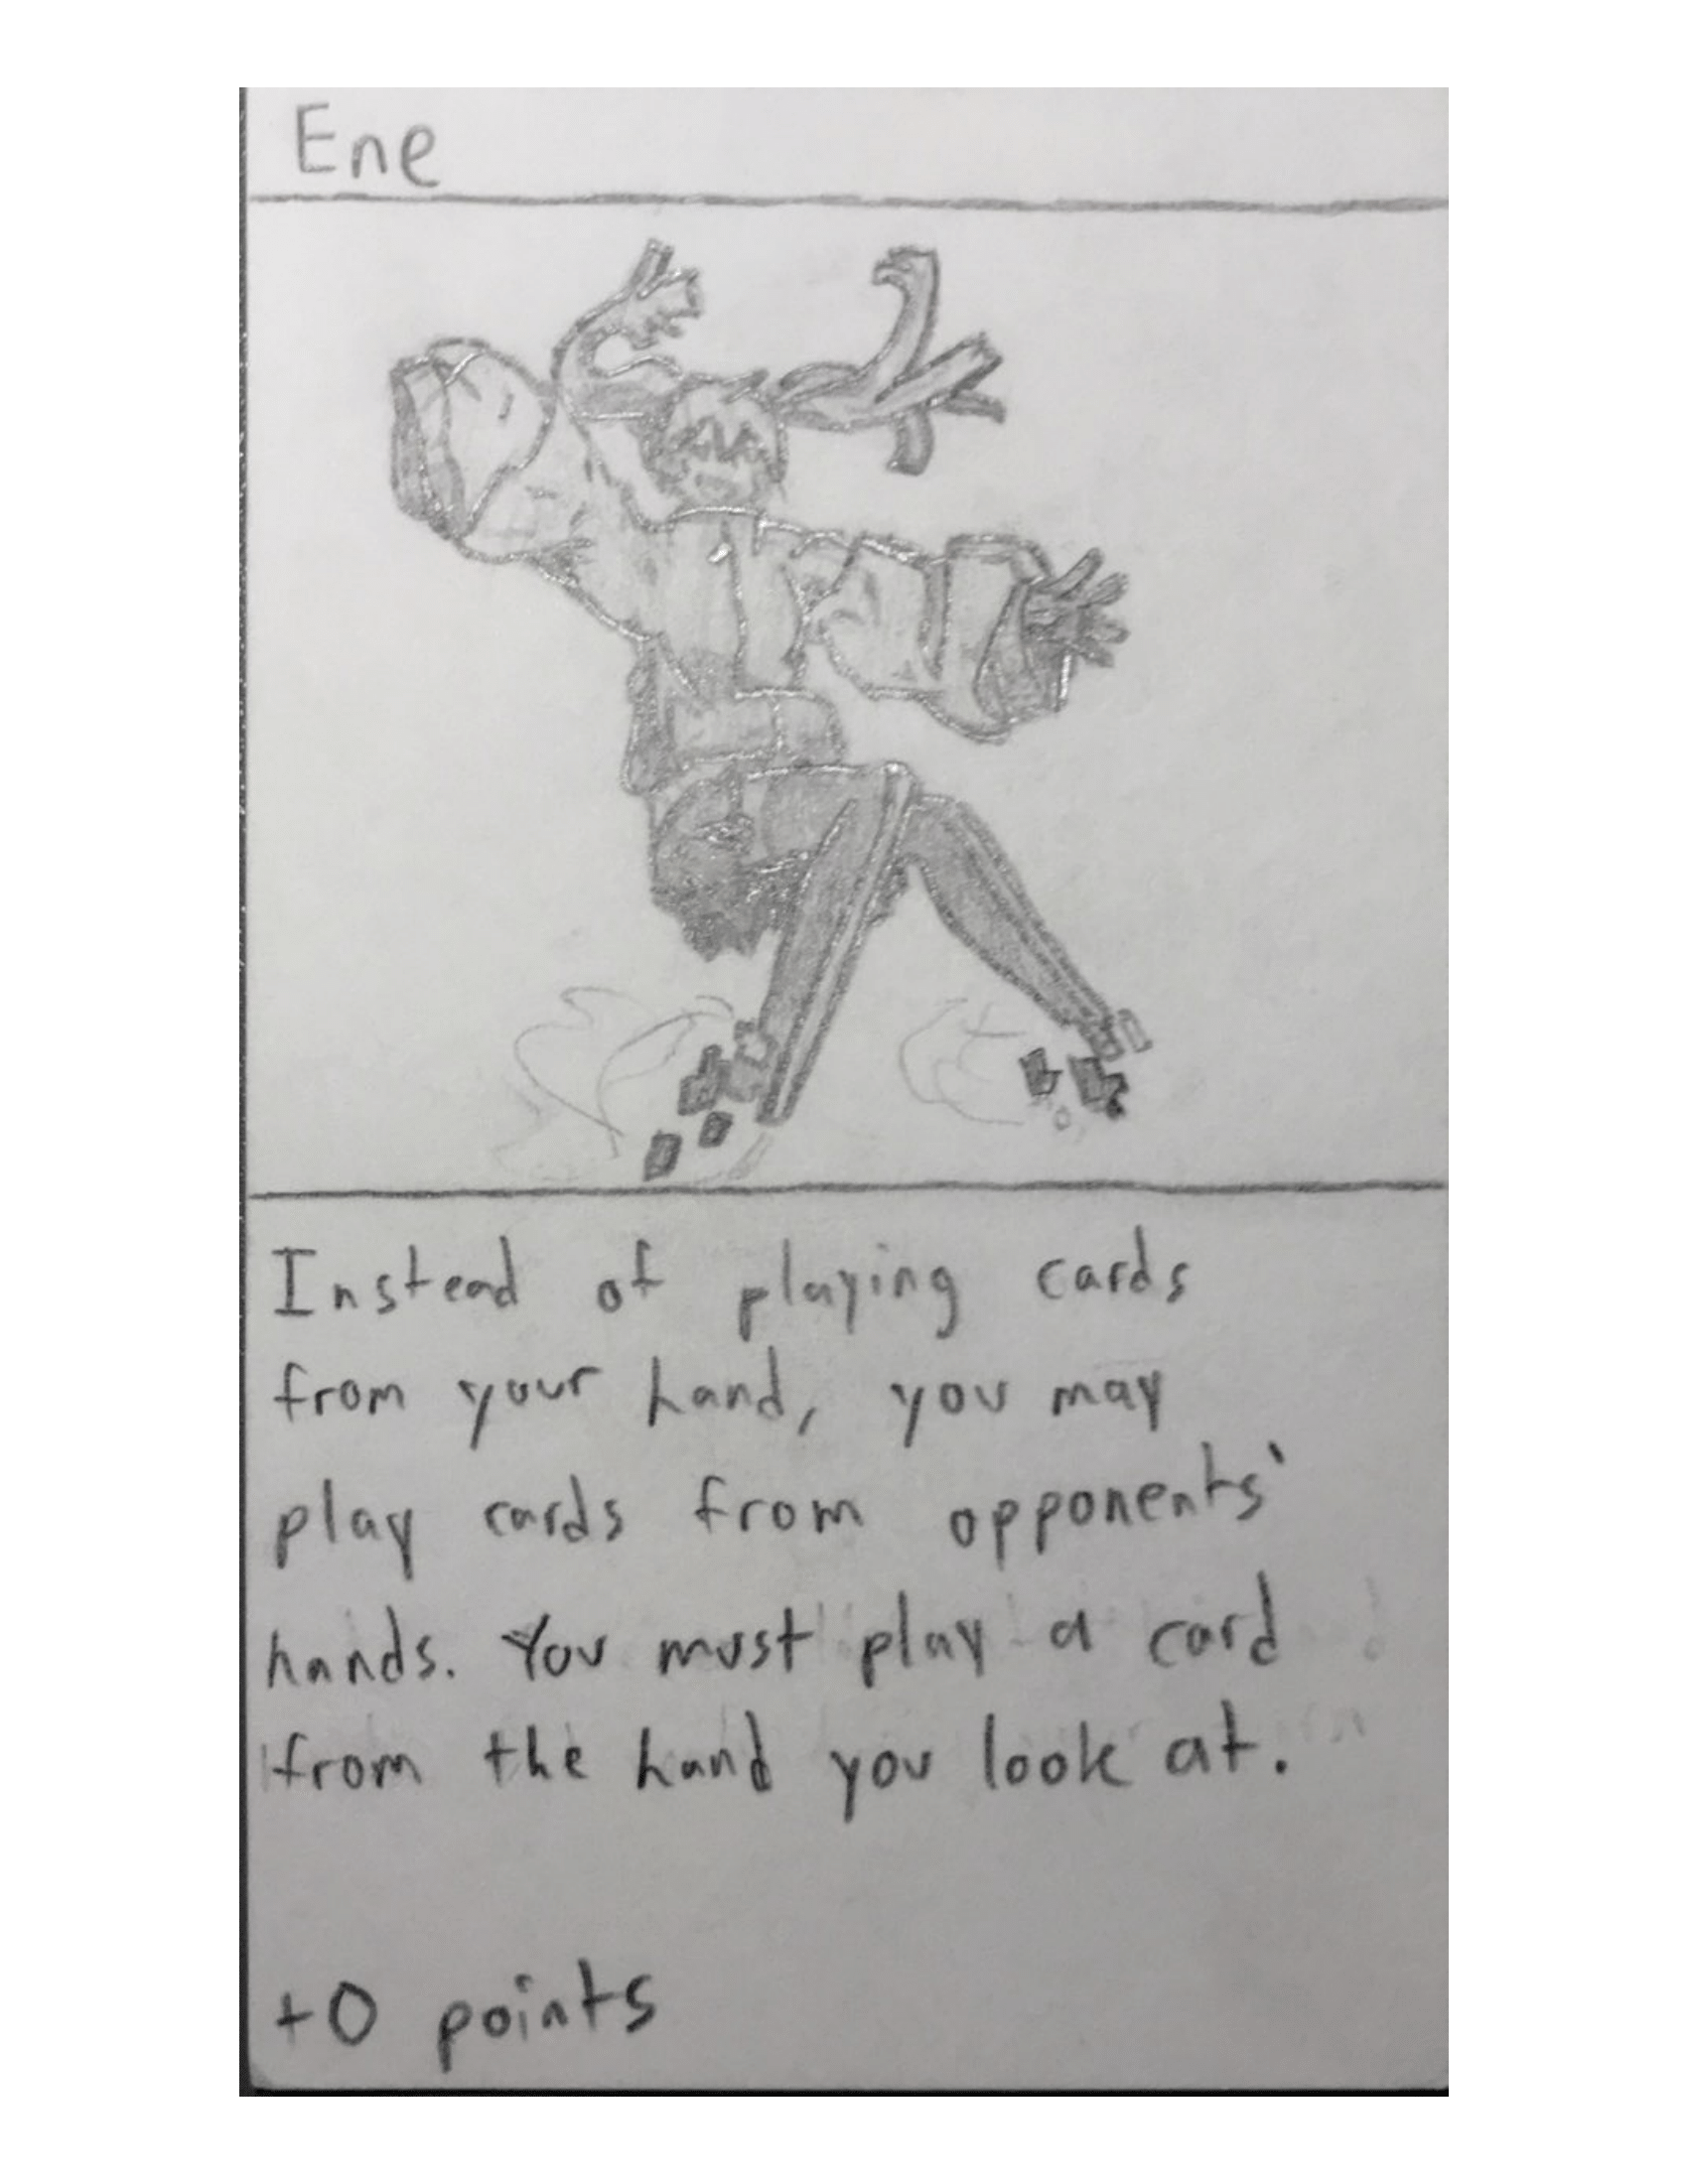 Ene
Instead of playing cards
from your hand, you may
play cards from opponents'
hands. You must play a card
from the hand you look at.
+0 points